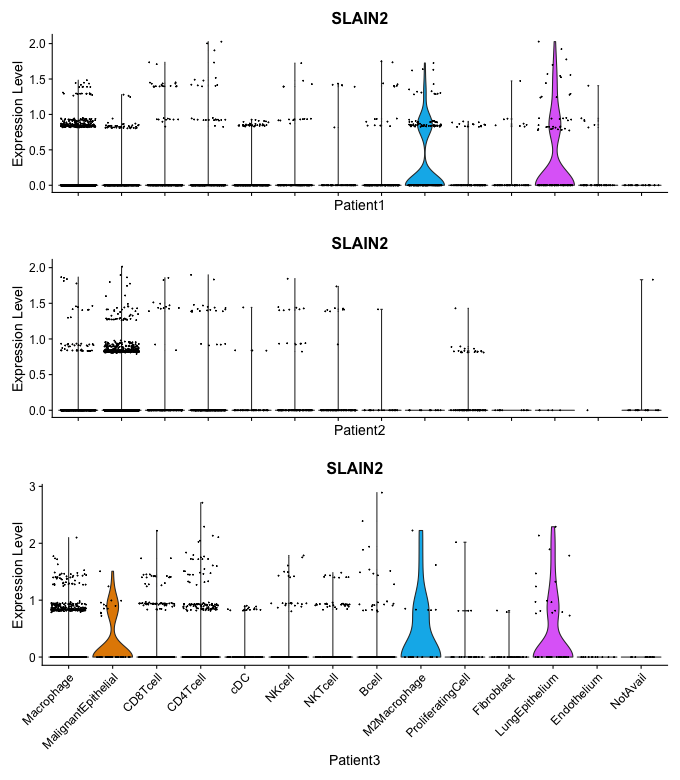 SLAIN2
Expression Level
2.0
1.5
1.0
0.5
0.0
Patient1
SLAIN2
Expression Level
2.0
1.5
1.0
0.5
0.0
Patient2
SLAIN2
Expression Level
3
2
1
0
Macrophage
MalignantEpithelial
CD8Tcell
CD4Tcell
cDC
NKcell
NKTcell
Bcell
M2Macrophage
ProliferatingCell
Fibroblast
LungEpithelium
Endothelium
NotAvail
Patient3